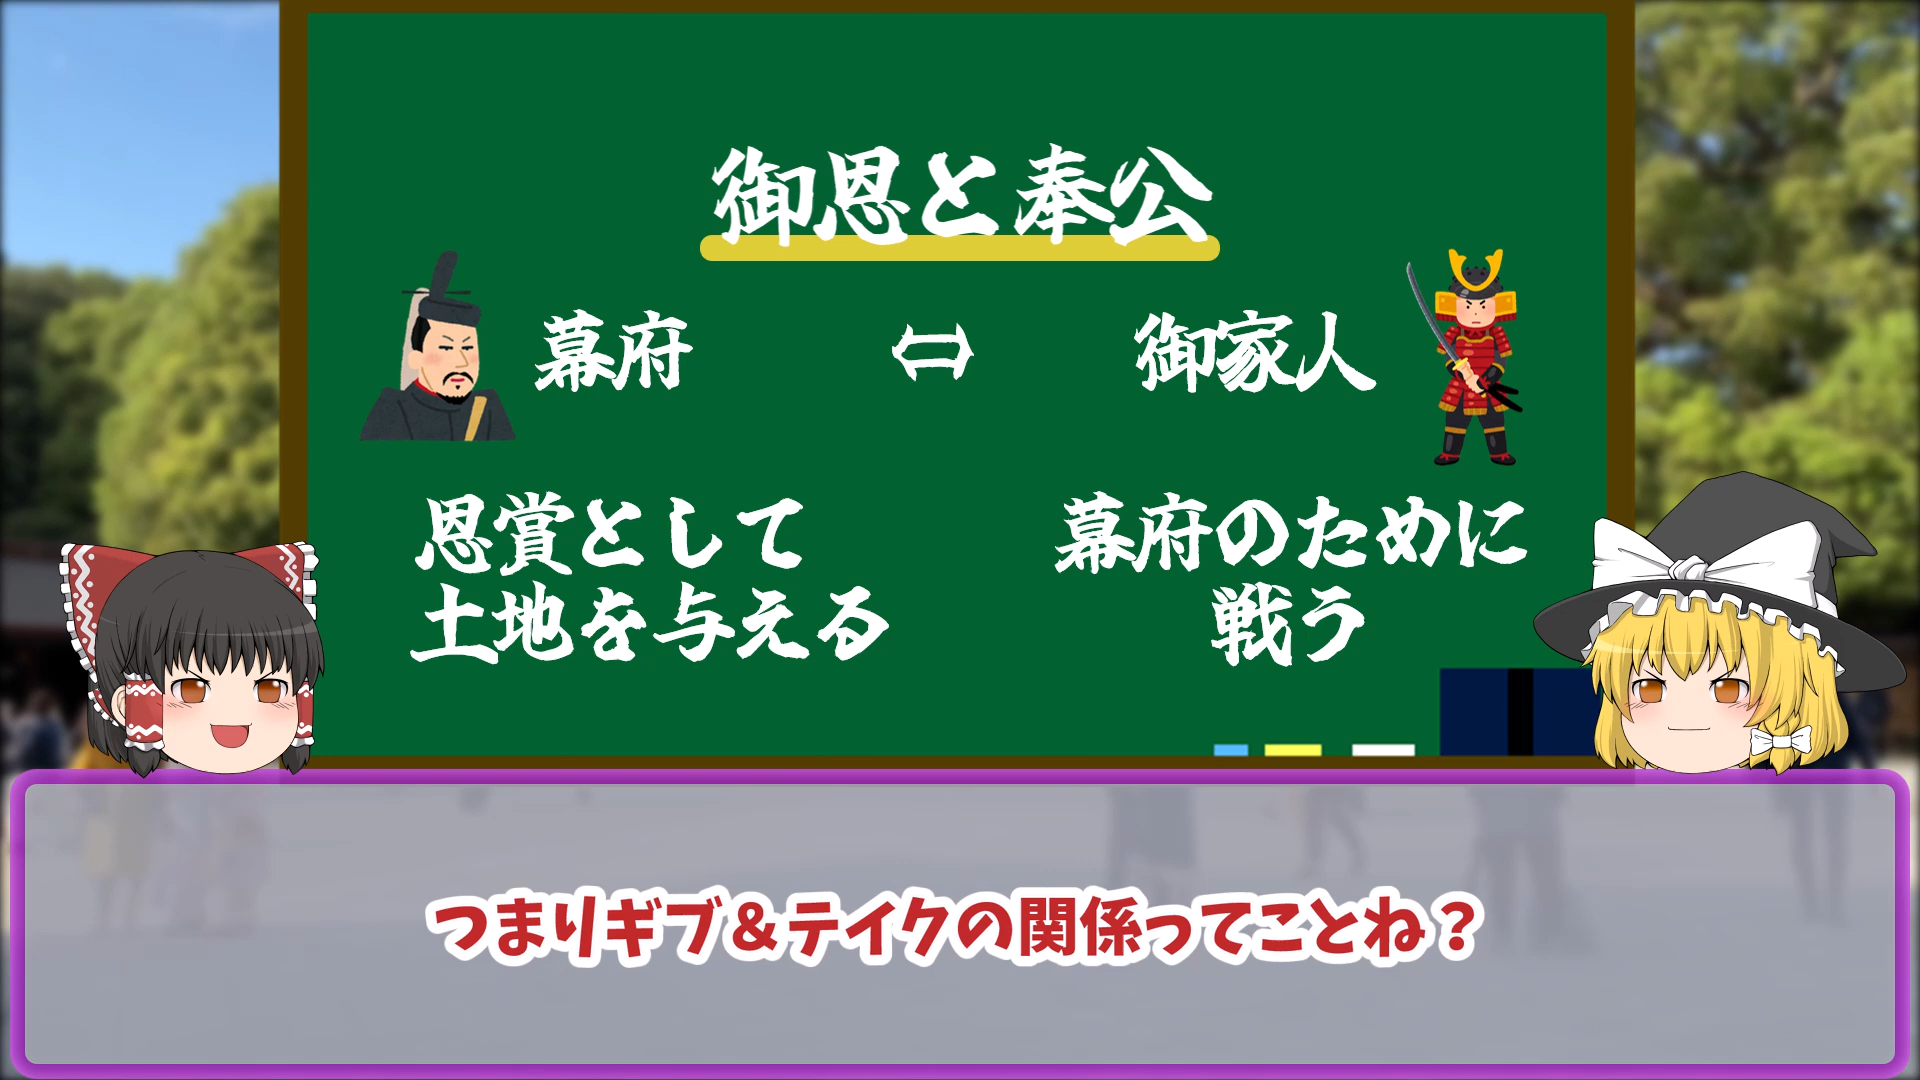 御恩と奉公
幕府 ⇔ 御家人
恩賞として
土地を与える
幕府のために
戦う
つまりギブ&テイクの関係ってことね？